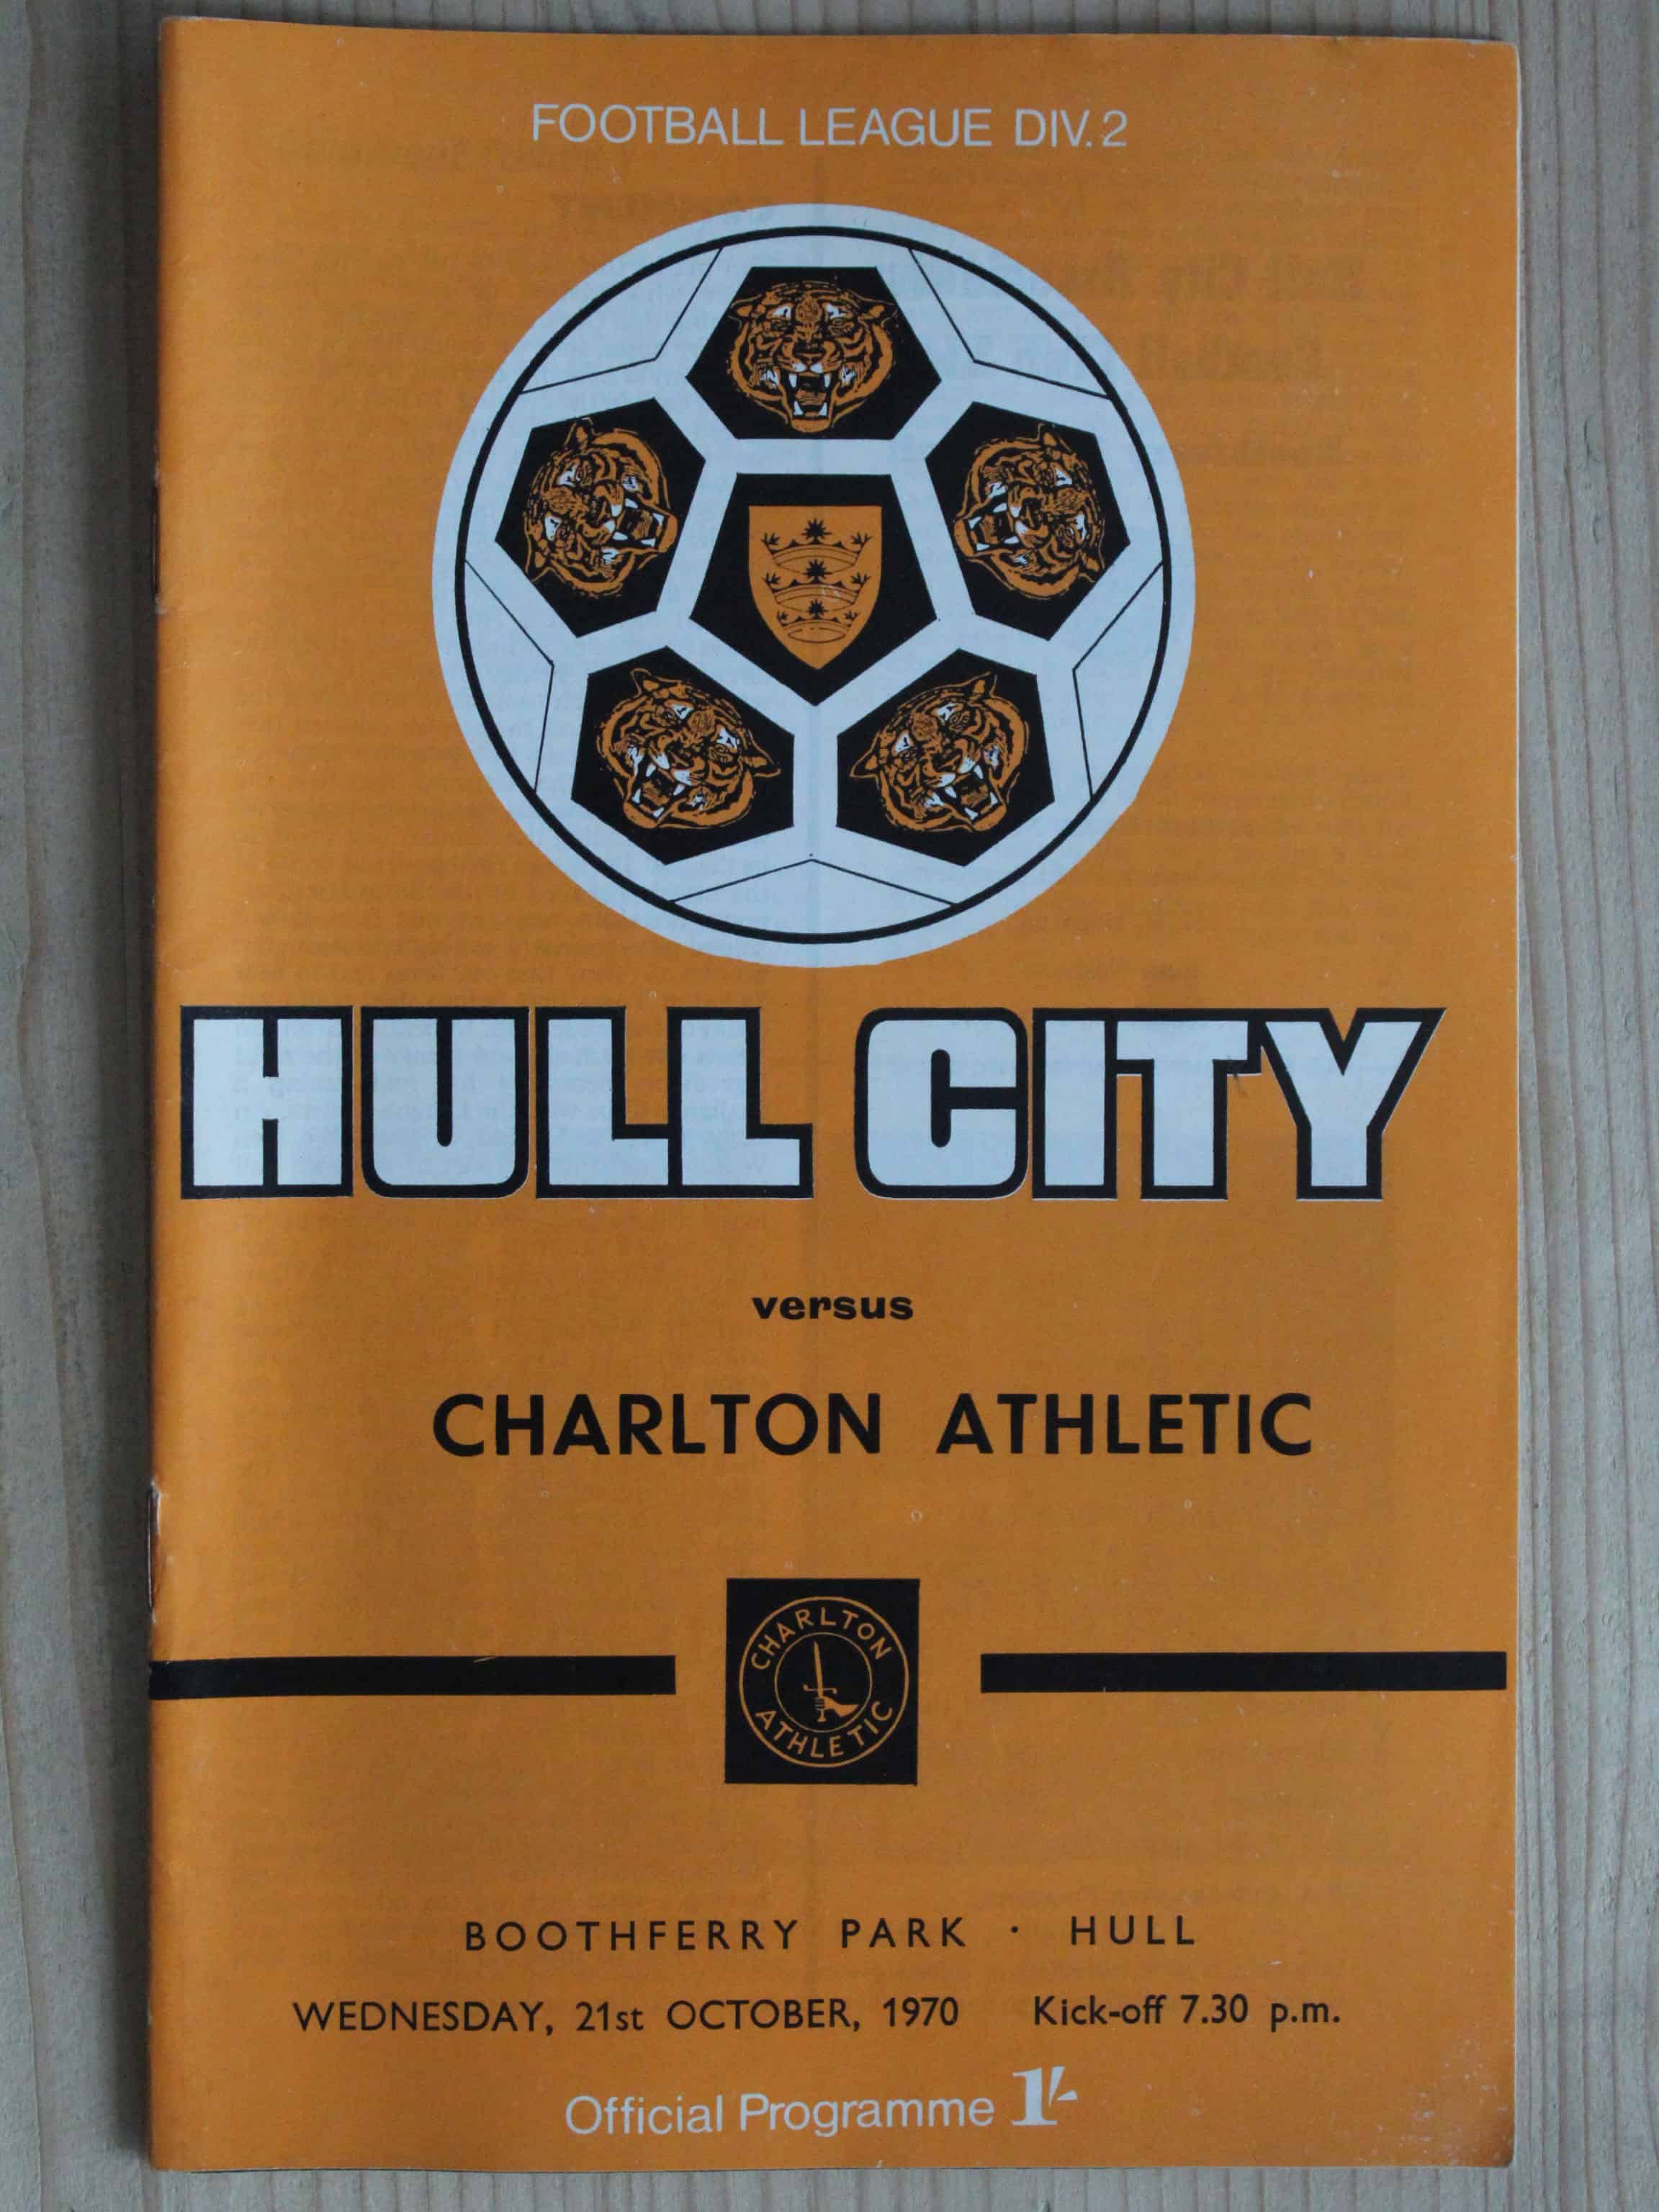 FOOTBALL LEAGUE DIV.2
HULL CITY
versus
CHARLTON ATHLETIC
CHARLTON
ATHLETIC
BOOTHFERRY PARK · HULL
WEDNESDAY, 21st OCTOBER, 1970 Kick-off 7.30 p.m.
Official Programme 1/-